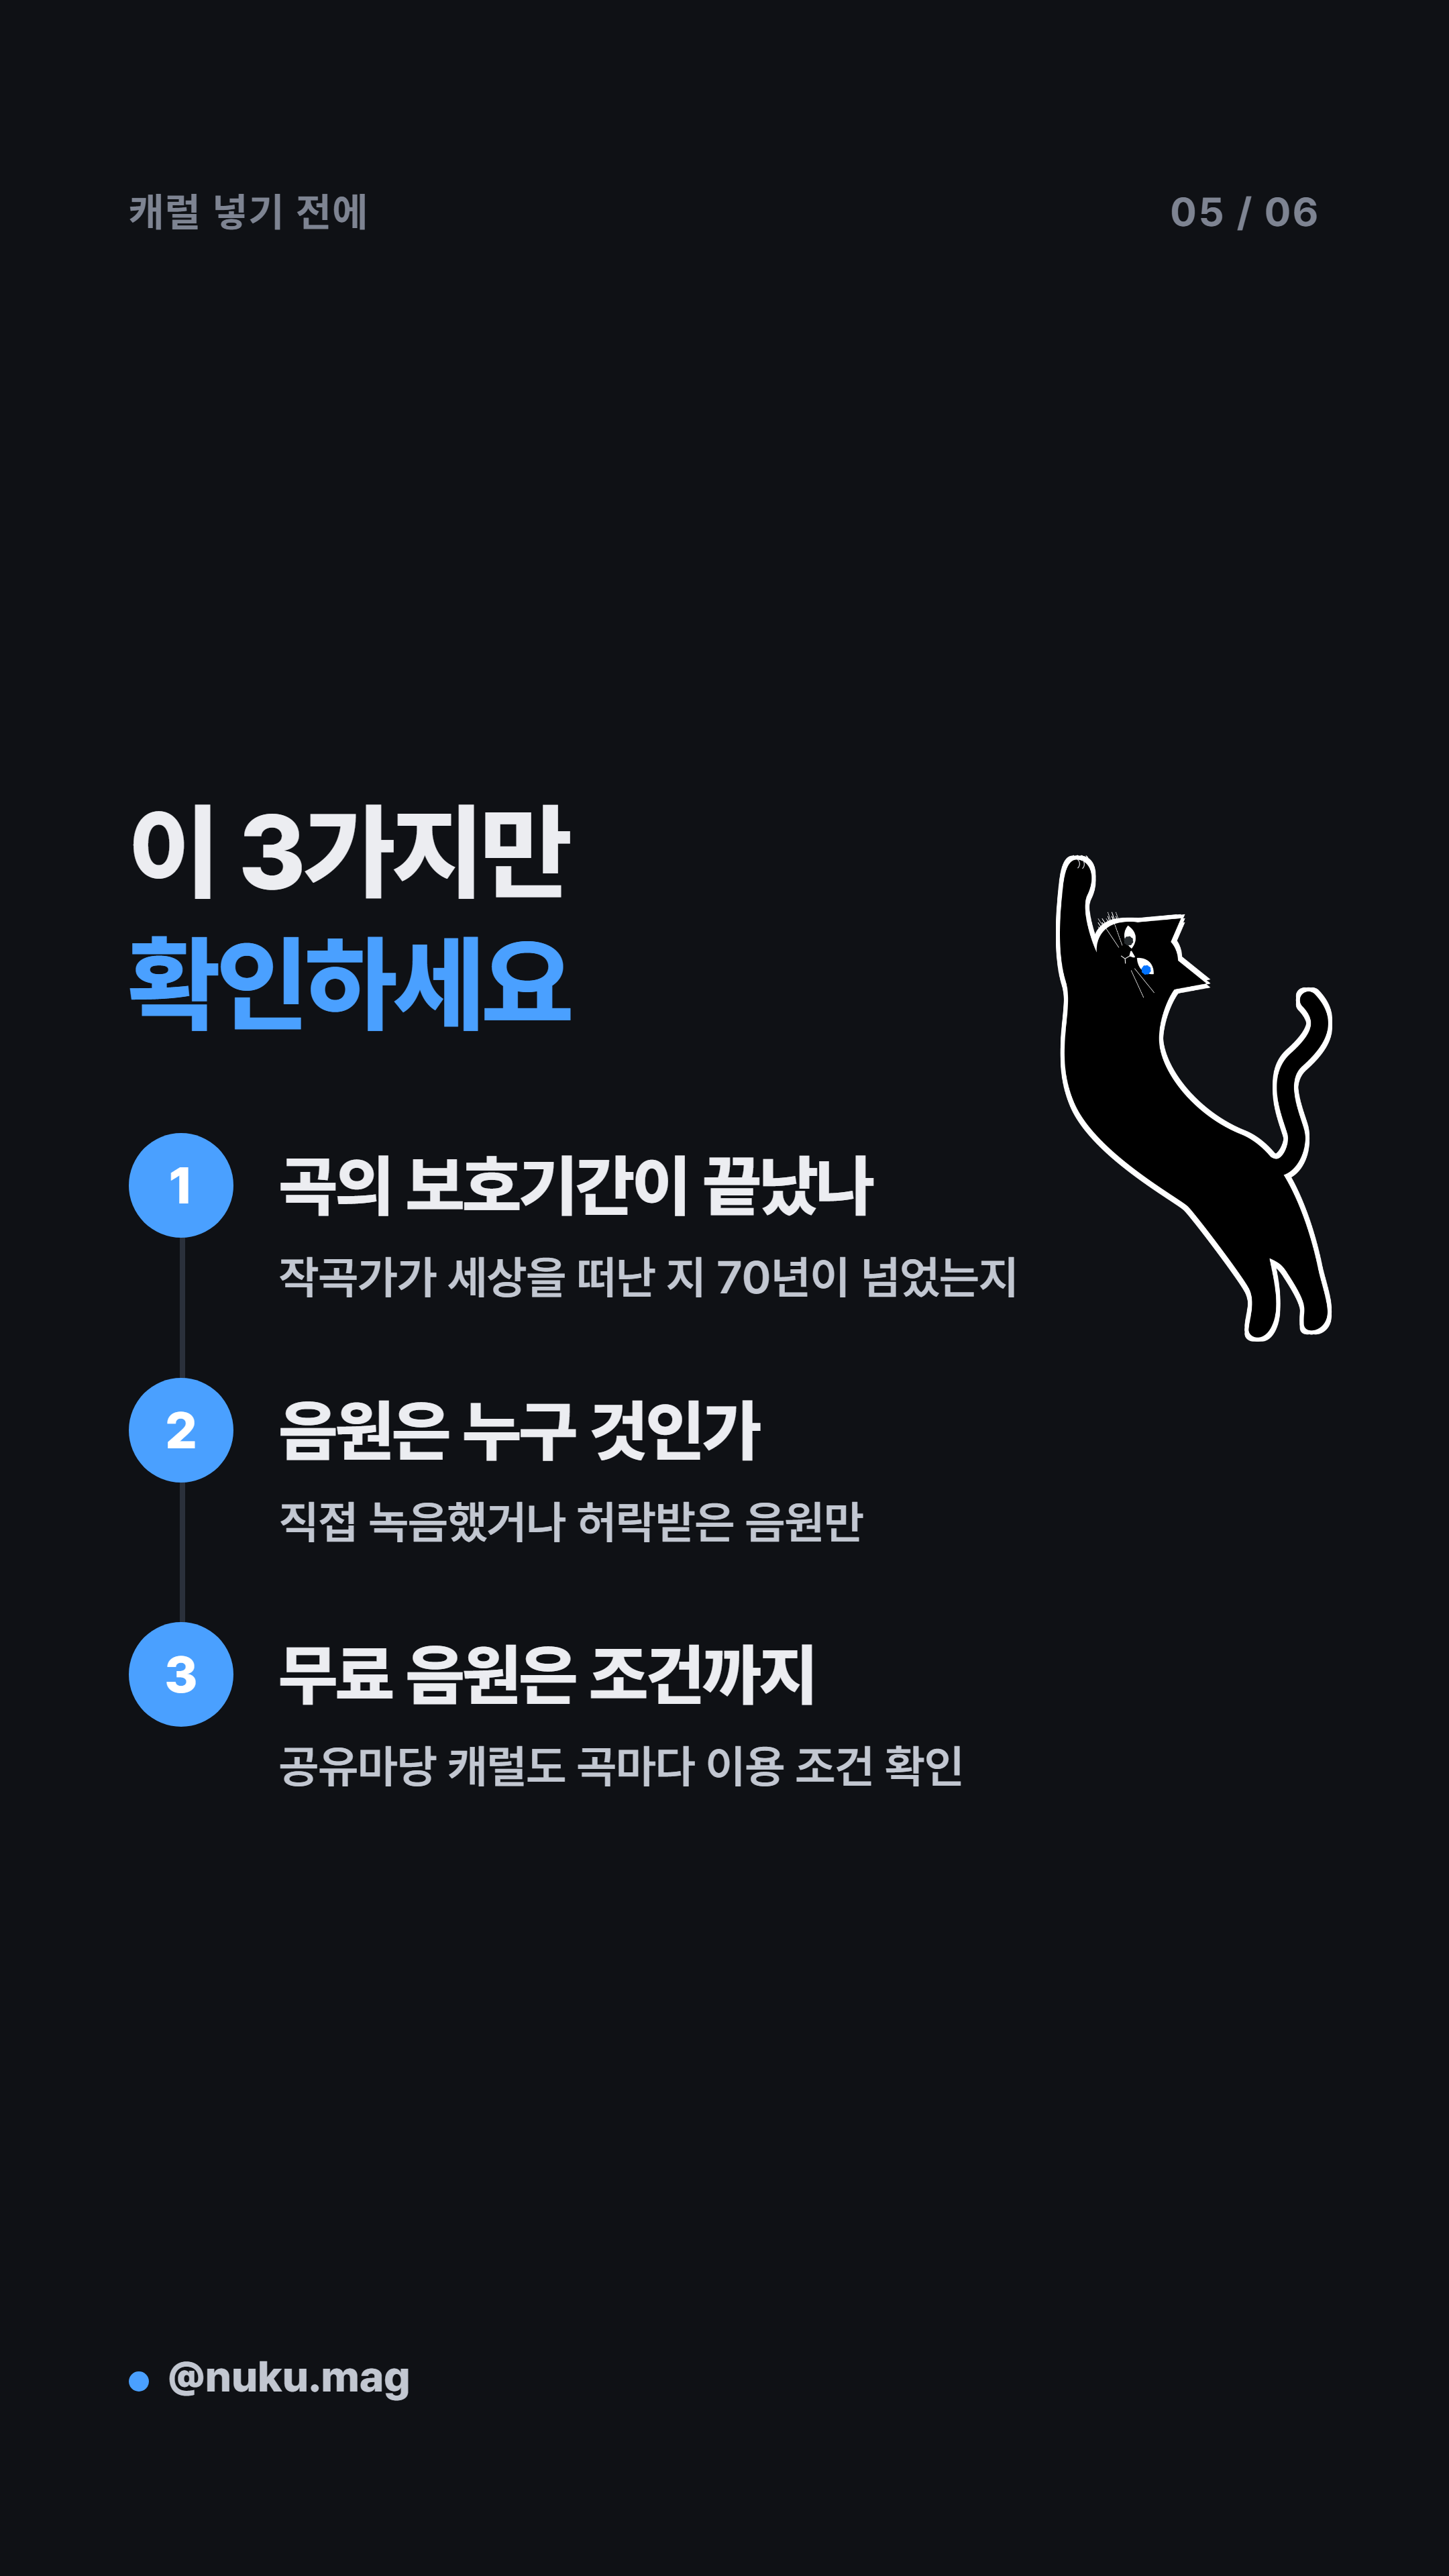 캐럴 넣기 전에
05 / 06
이 3가지만
확인하세요
1
곡의 보호기간이 끝났나
작곡가가 세상을 떠난 지 70년이 넘었는지
2
음원은 누구 것인가
직접 녹음했거나 허락받은 음원만
3
무료 음원은 조건까지
공유마당 캐럴도 곡마다 이용 조건 확인
@nuku.mag